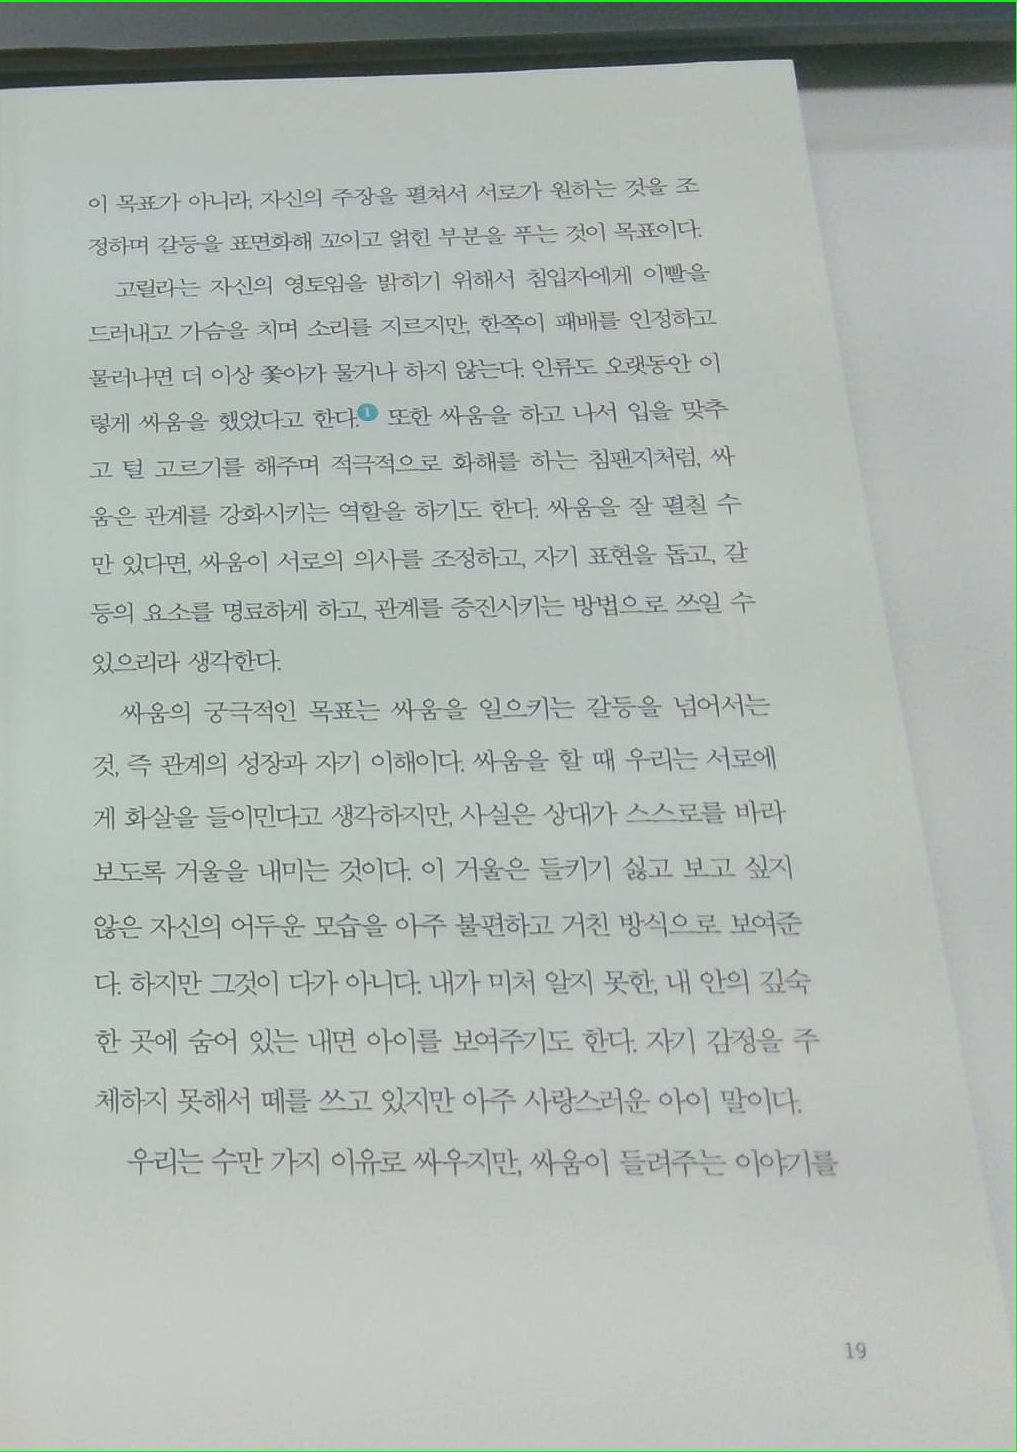 이 목표가 아니라, 자신의 주장을 펼쳐서 서로가 원하는 것을 조
정하며 갈등을 표면화해 꼬이고 얽힌 부분을 푸는 것이 목표이다.
고릴라는 자신의 영토임을 밝히기 위해서 침입자에게 이빨을
드러내고 가슴을 치며 소리를 지르지만, 한쪽이 패배를 인정하고
물러나면 더 이상 쫓아가 물거나 하지 않는다. 인류도 오랫동안 이
렇게 싸움을 했었다고 한다.1 또한 싸움을 하고 나서 입을 맞추
고 털 고르기를 해주며 적극적으로 화해를 하는 침팬지처럼, 싸
움은 관계를 강화시키는 역할을 하기도 한다. 싸움을 잘 펼칠 수
만 있다면, 싸움이 서로의 의사를 조정하고, 자기 표현을 돕고, 갈
등의 요소를 명료하게 하고, 관계를 증진시키는 방법으로 쓰일 수
있으리라 생각한다.
싸움의 궁극적인 목표는 싸움을 일으키는 갈등을 넘어서는
것, 즉 관계의 성장과 자기 이해이다. 싸움을 할 때 우리는 서로에
게 화살을 들이민다고 생각하지만, 사실은 상대가 스스로를 바라
보도록 거울을 내미는 것이다. 이 거울은 들키기 싫고 보고 싶지
않은 자신의 어두운 모습을 아주 불편하고 거친 방식으로 보여준
다. 하지만 그것이 다가 아니다. 내가 미처 알지 못한, 내 안의 깊숙
한 곳에 숨어 있는 내면 아이를 보여주기도 한다. 자기 감정을 주
체하지 못해서 떼를 쓰고 있지만 아주 사랑스러운 아이 말이다.
우리는 수만 가지 이유로 싸우지만, 싸움이 들려주는 이야기를
19